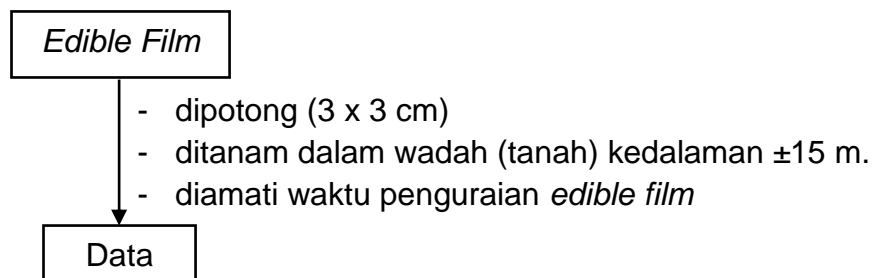 Edible Film
- dipotong (3 x 3 cm)
- ditanam dalam wadah (tanah) kedalaman ±15 m.
- diamati waktu penguraian edible film
Data